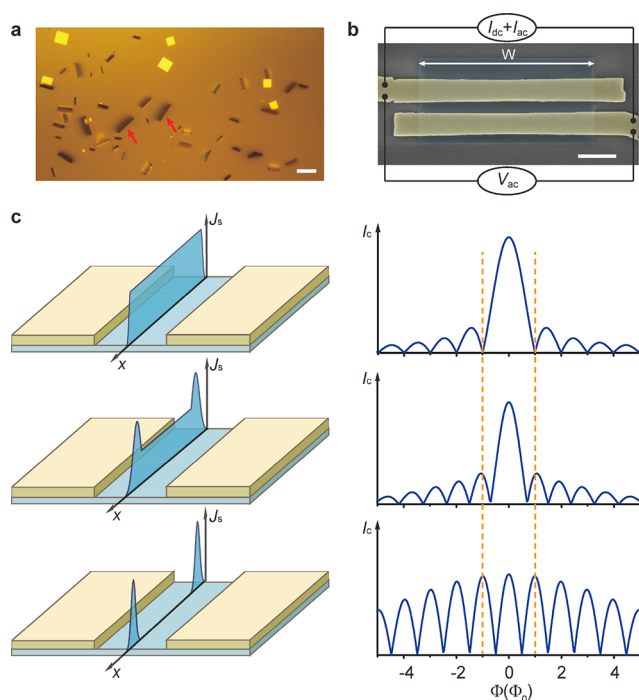 a
b
I_dc+I_ac
W
V_ac
c
J_s
x
J_s
x
J_s
x
I_c
I_c
I_c
-4 -2 0 2 4
Φ(Φ_0)